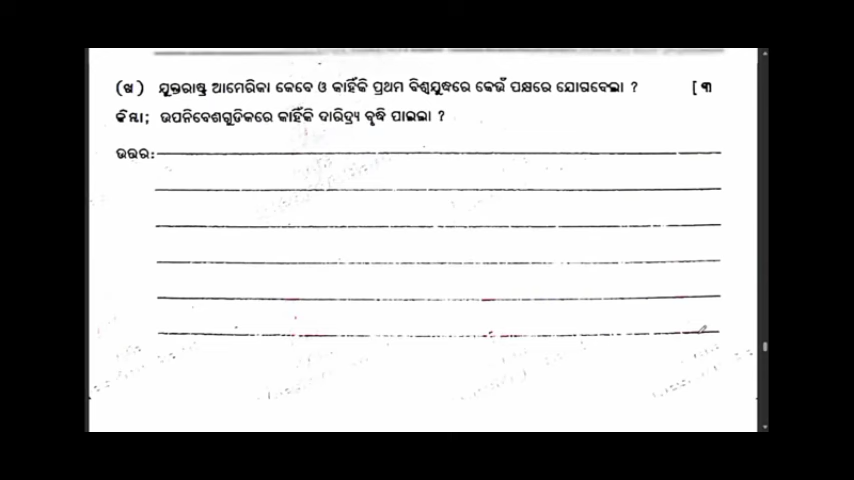 (ଖ) ଯୁକ୍ତରାଷ୍ଟ୍ର ଆମେରିକା କେବେ ଓ କାହିଁକି ପ୍ରଥମ ବିଶ୍ୱଯୁଦ୍ଧରେ କେଉଁ ପକ୍ଷରେ ଯୋଗଦେଲା ? [ ୩
କିମ୍ବା; ଉପନିବେଶଗୁଡିକରେ କାହିଁକି ଦାରିଦ୍ର୍ୟ ବୃଦ୍ଧି ପାଇଲା ?
ଉତ୍ତର: